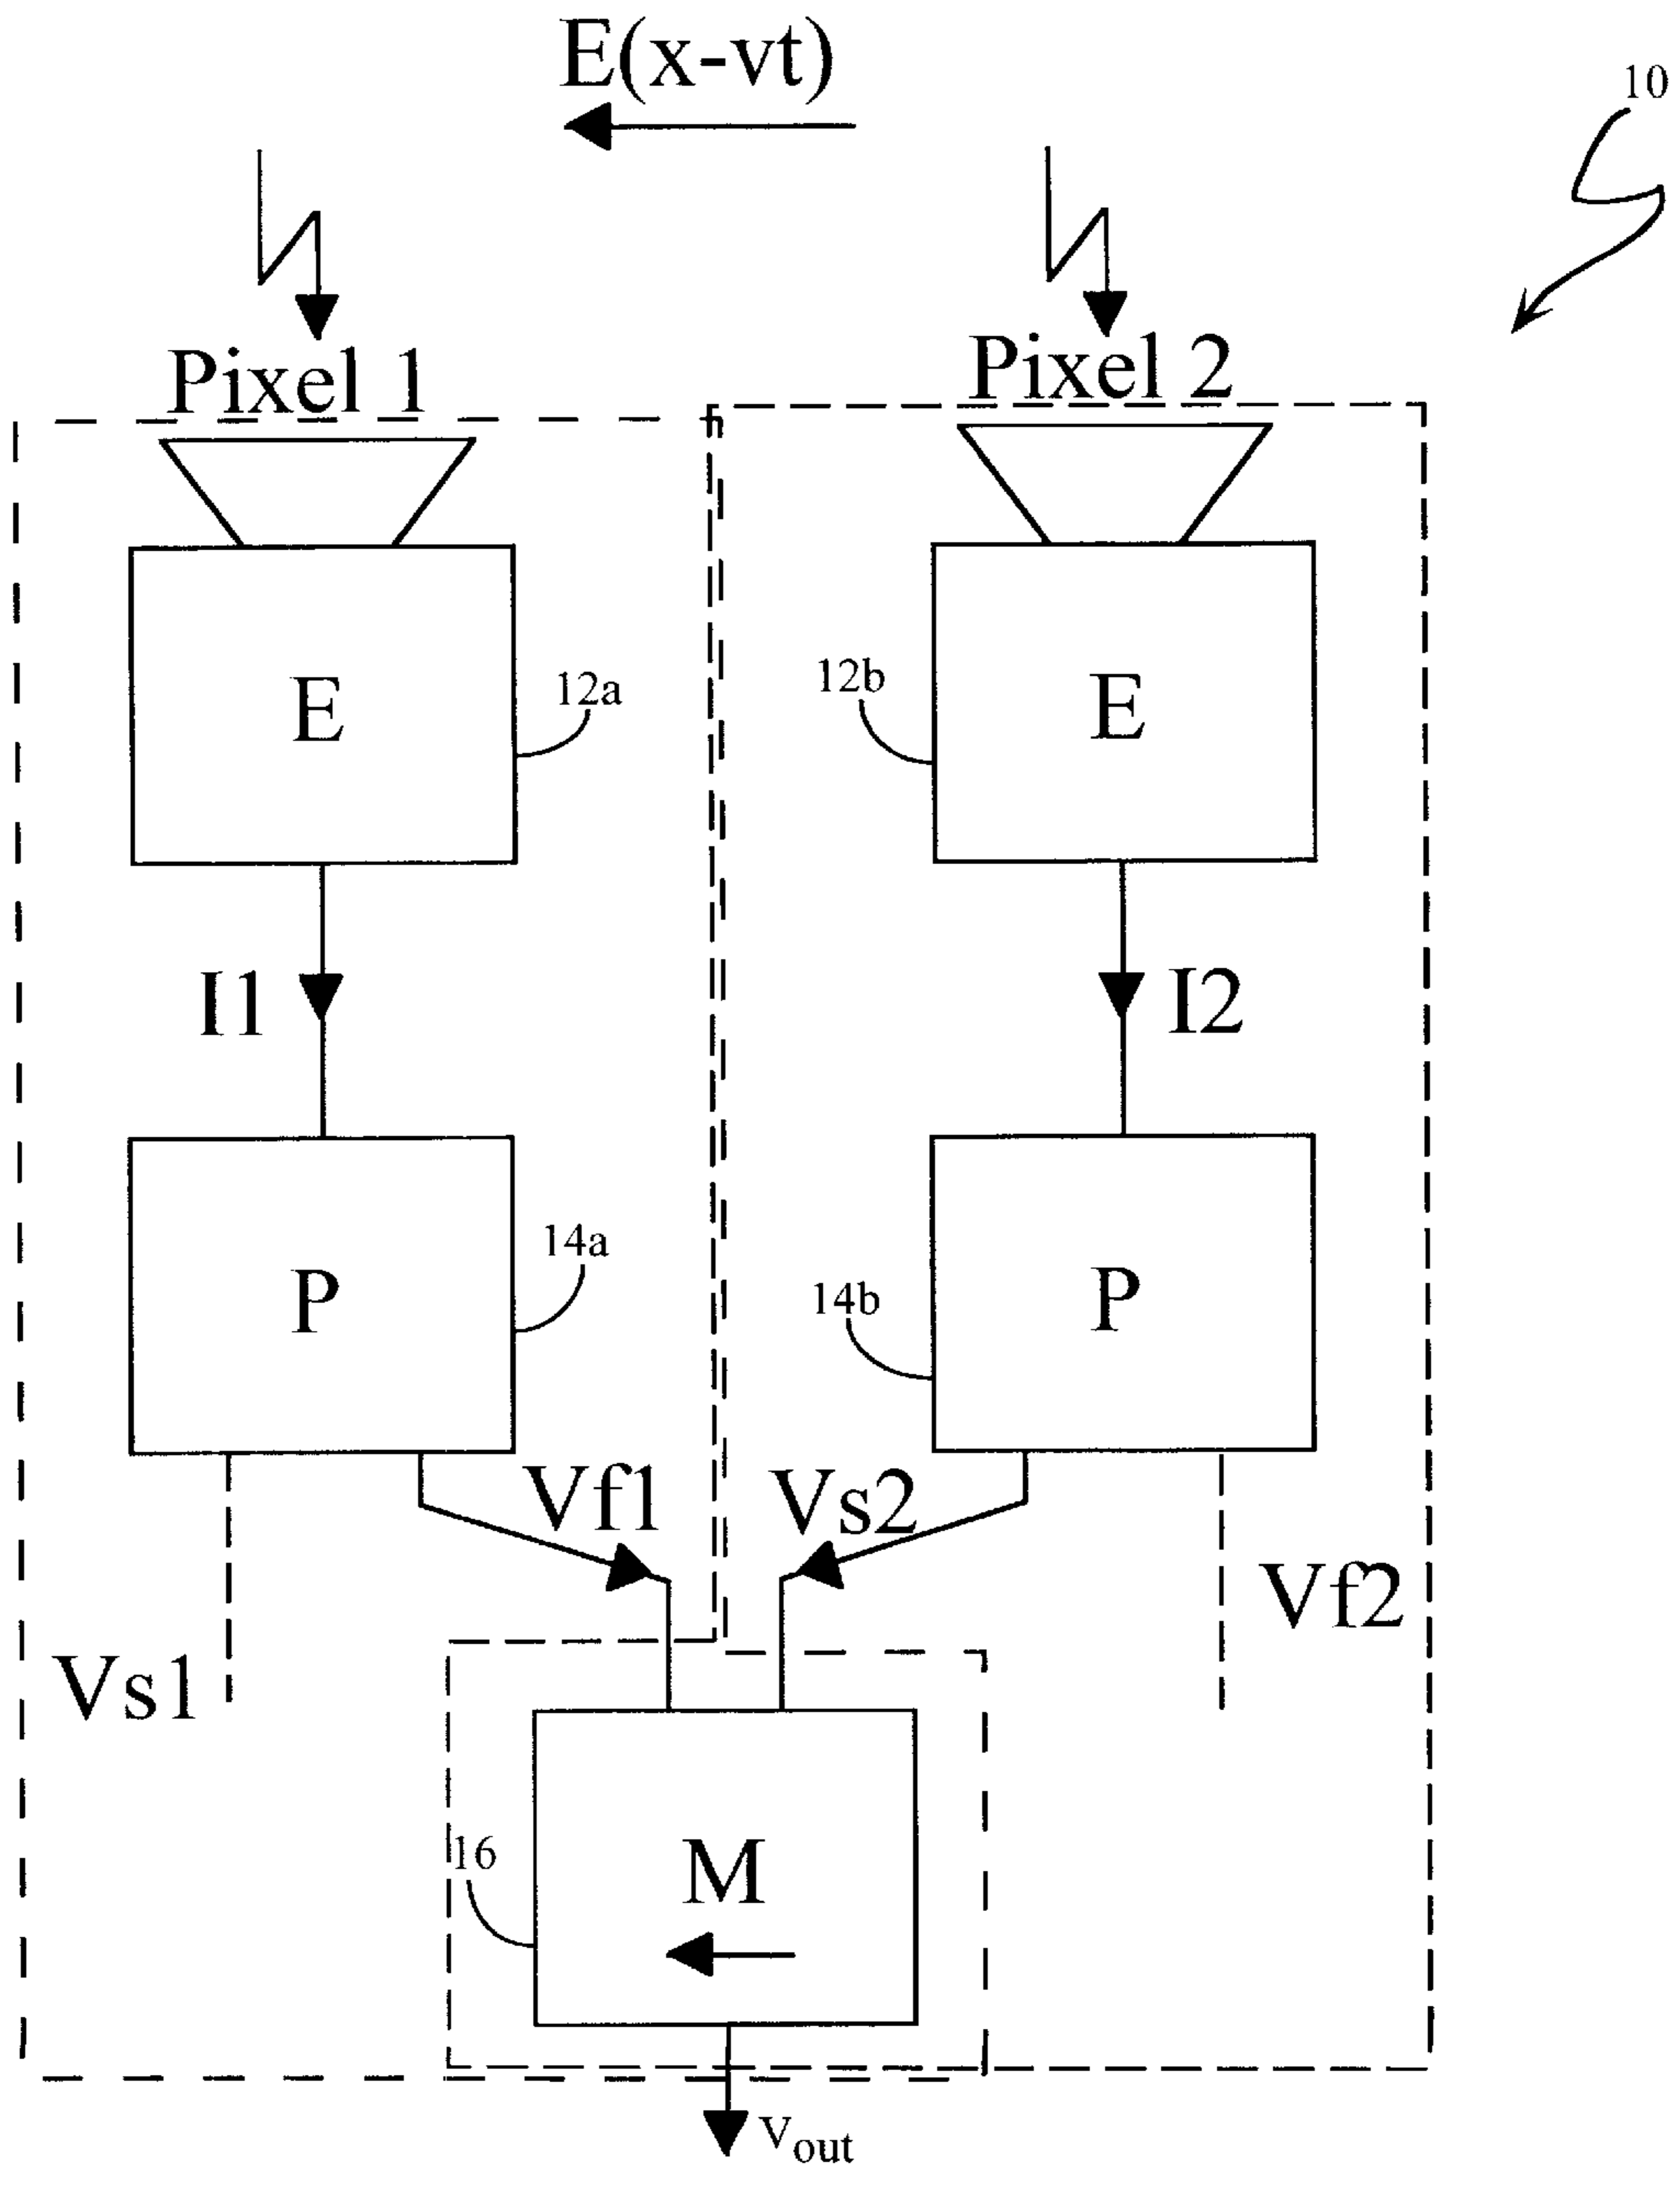 E(x-vt)
10
Pixel 1
Pixel 2
E
12a
12b
E
I1
I2
P
14a
14b
P
Vf1
Vs2
Vf2
Vs1
M
16
Vout